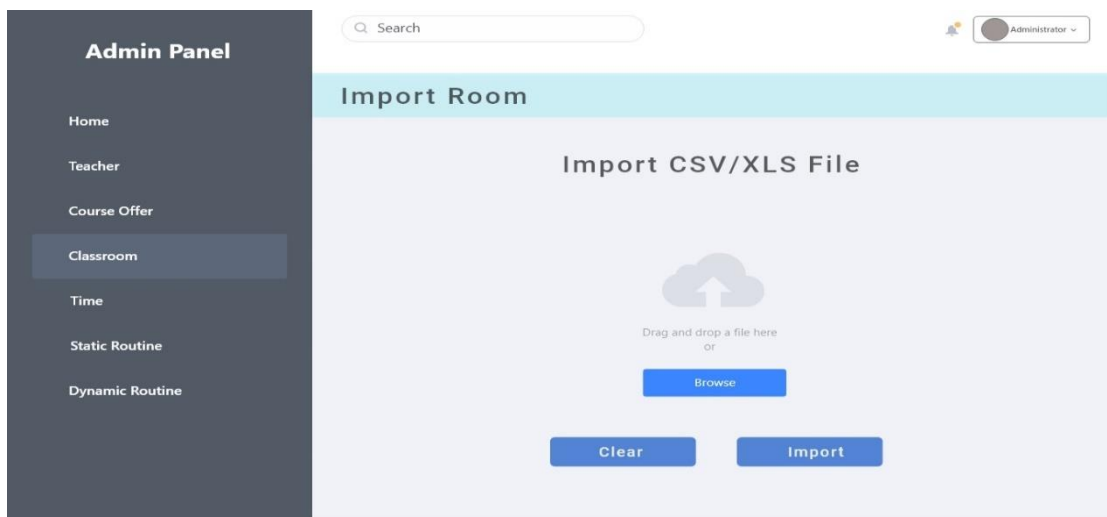 Admin Panel
Home
Teacher
Course Offer
Classroom
Time
Static Routine
Dynamic Routine
Search
Administrator
Import Room
Import CSV/XLS File
Drag and drop a file here
or
Browse
Clear
Import